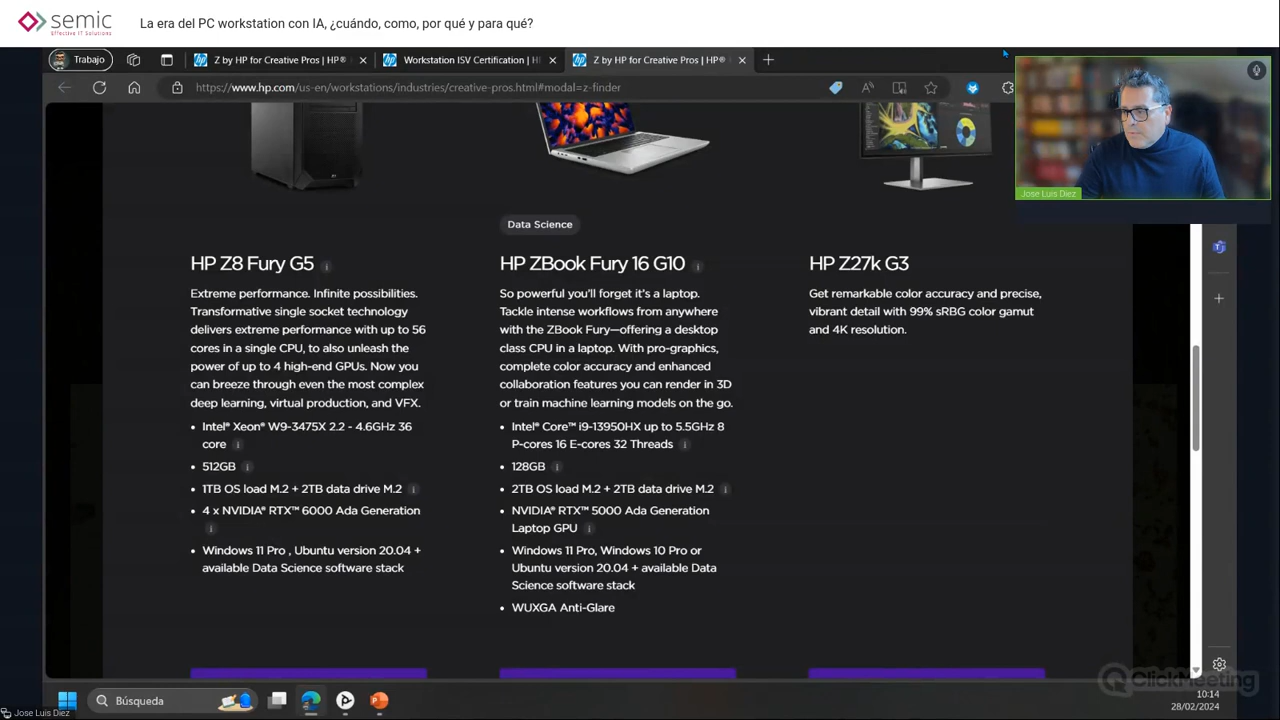 semic
Effective IT Solutions
La era del PC workstation con IA, ¿cuándo, como, por qué y para qué?
Trabajo
Z by HP for Creative Pros | HP®
Workstation ISV Certification | H
Z by HP for Creative Pros | HP®
https://www.hp.com/us-en/workstations/industries/creative-pros.html#modal=z-finder
Jose Luis Diez
Data Science
HP Z8 Fury G5
Extreme performance. Infinite possibilities.
Transformative single socket technology
delivers extreme performance with up to 56
cores in a single CPU, to also unleash the
power of up to 4 high-end GPUs. Now you
can breeze through even the most complex
deep learning, virtual production, and VFX.
• Intel® Xeon® W9-3475X 2.2 - 4.6GHz 36
core
• 512GB
• 1TB OS load M.2 + 2TB data drive M.2
• 4 x NVIDIA® RTX™ 6000 Ada Generation
• Windows 11 Pro , Ubuntu version 20.04 +
available Data Science software stack
HP ZBook Fury 16 G10
So powerful you’ll forget it’s a laptop.
Tackle intense workflows from anywhere
with the ZBook Fury—offering a desktop
class CPU in a laptop. With pro-graphics,
complete color accuracy and enhanced
collaboration features you can render in 3D
or train machine learning models on the go.
• Intel® Core™ i9-13950HX up to 5.5GHz 8
P-cores 16 E-cores 32 Threads
• 128GB
• 2TB OS load M.2 + 2TB data drive M.2
• NVIDIA® RTX™ 5000 Ada Generation
Laptop GPU
• Windows 11 Pro, Windows 10 Pro or
Ubuntu version 20.04 + available Data
Science software stack
• WUXGA Anti-Glare
HP Z27k G3
Get remarkable color accuracy and precise,
vibrant detail with 99% sRBG color gamut
and 4K resolution.
ClickMeeting
Búsqueda
10:14
28/02/2024
Jose Luis Diez